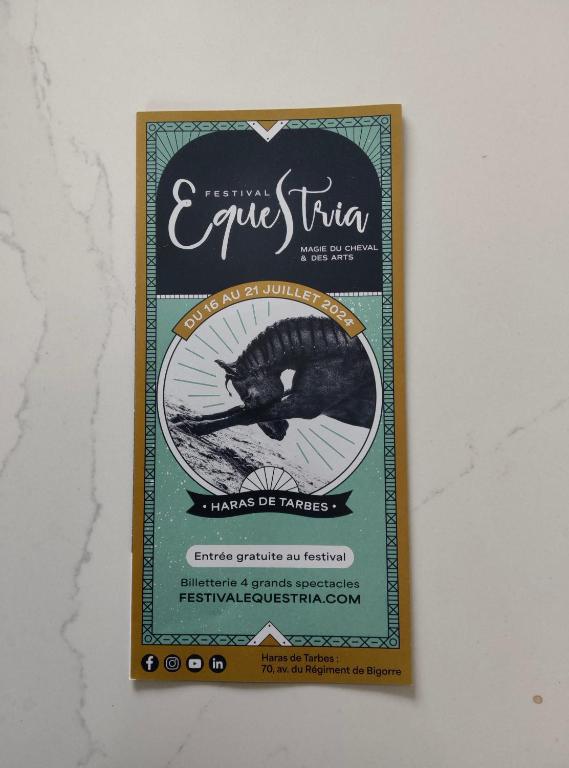 FESTIVAL
EqueStria
MAGIE DU CHEVAL
& DES ARTS
DU 16 AU 21 JUILLET 2024
• HARAS DE TARBES •
Entrée gratuite au festival
Billetterie 4 grands spectacles
FESTIVALEQUESTRIA.COM
Haras de Tarbes :
70, av. du Régiment de Bigorre